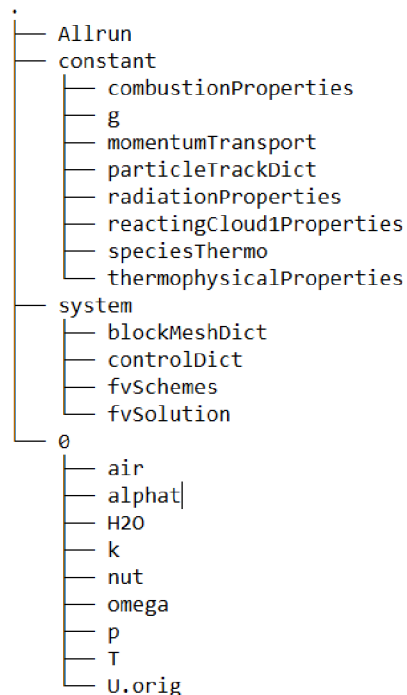 .
Allrun
constant
combustionProperties
g
momentumTransport
particleTrackDict
radiationProperties
reactingCloud1Properties
speciesThermo
thermophysicalProperties
system
blockMeshDict
controlDict
fvSchemes
fvSolution
0
air
alphat
H2O
k
nut
omega
p
T
U.orig